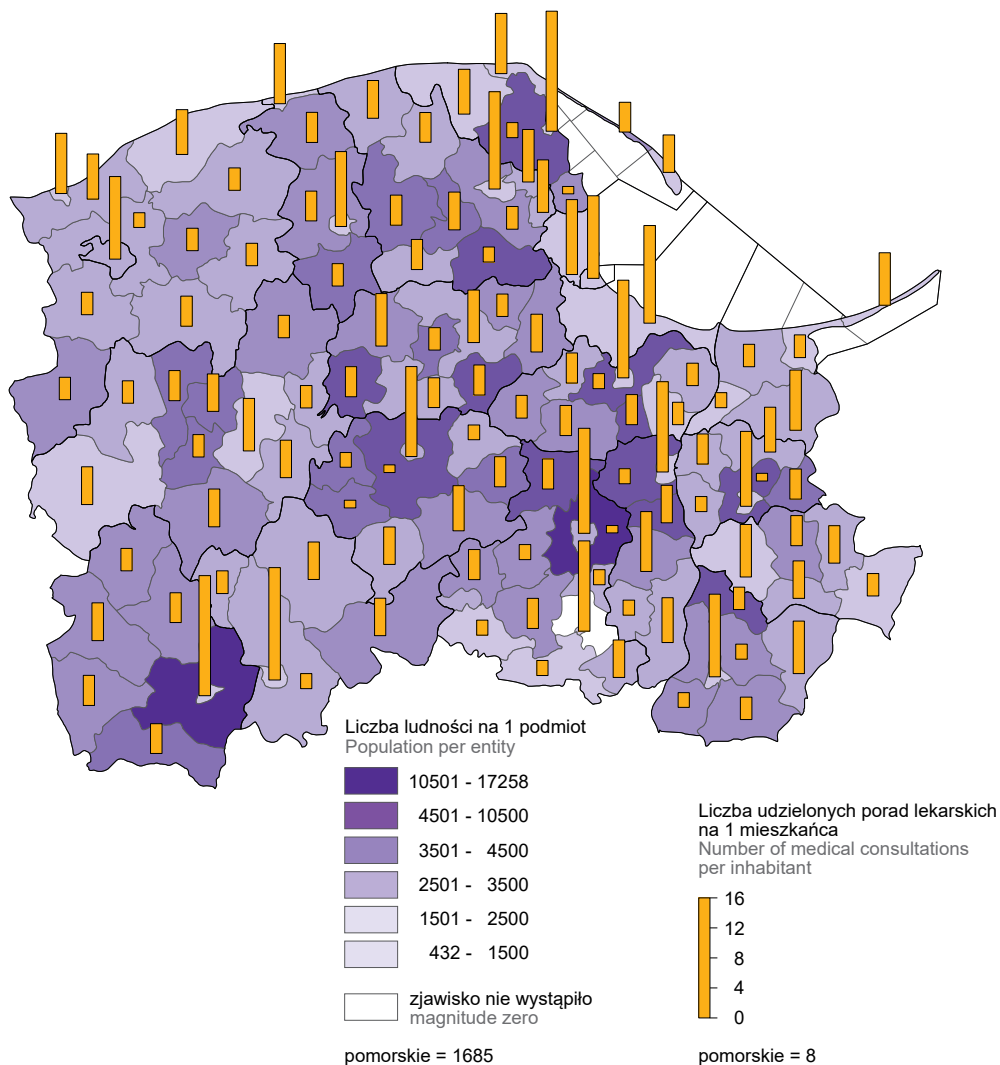 Liczba ludności na 1 podmiot
Population per entity
10501 - 17258
4501 - 10500
3501 - 4500
2501 - 3500
1501 - 2500
432 - 1500
zjawisko nie wystąpiło
magnitude zero
pomorskie = 1685
Liczba udzielonych porad lekarskich
na 1 mieszkańca
Number of medical consultations
per inhabitant
16
12
8
4
0
pomorskie = 8